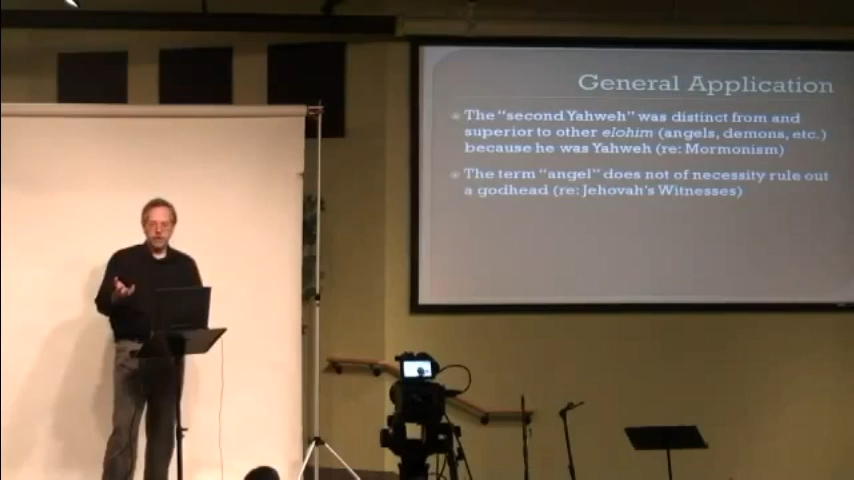 General Application
The "second Yahweh" was distinct from and
superior to other elohim (angels, demons, etc.)
because he was Yahweh (re: Mormonism)
The term "angel" does not of necessity rule out
a godhead (re: Jehovah's Witnesses)